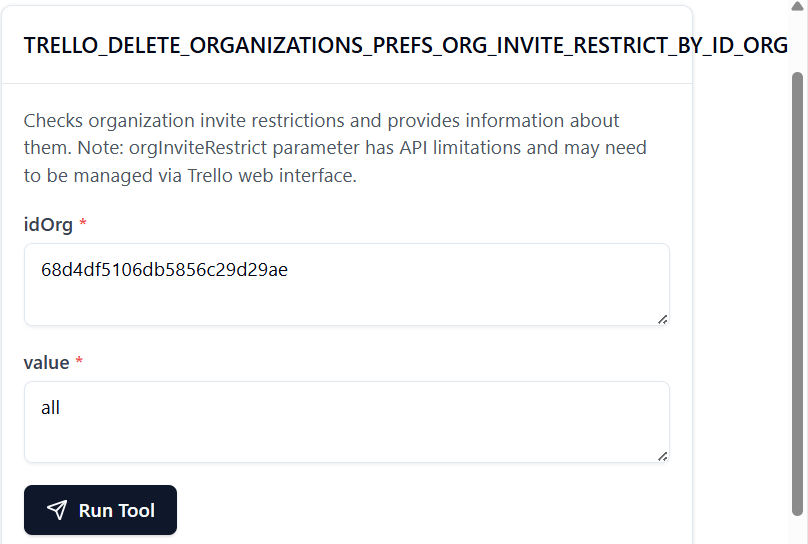 TRELLO_DELETE_ORGANIZATIONS_PREFS_ORG_INVITE_RESTRICT_BY_ID_ORG
Checks organization invite restrictions and provides information about
them. Note: orgInviteRestrict parameter has API limitations and may need
to be managed via Trello web interface.
idOrg *
68d4df5106db5856c29d29ae
value *
all
Run Tool